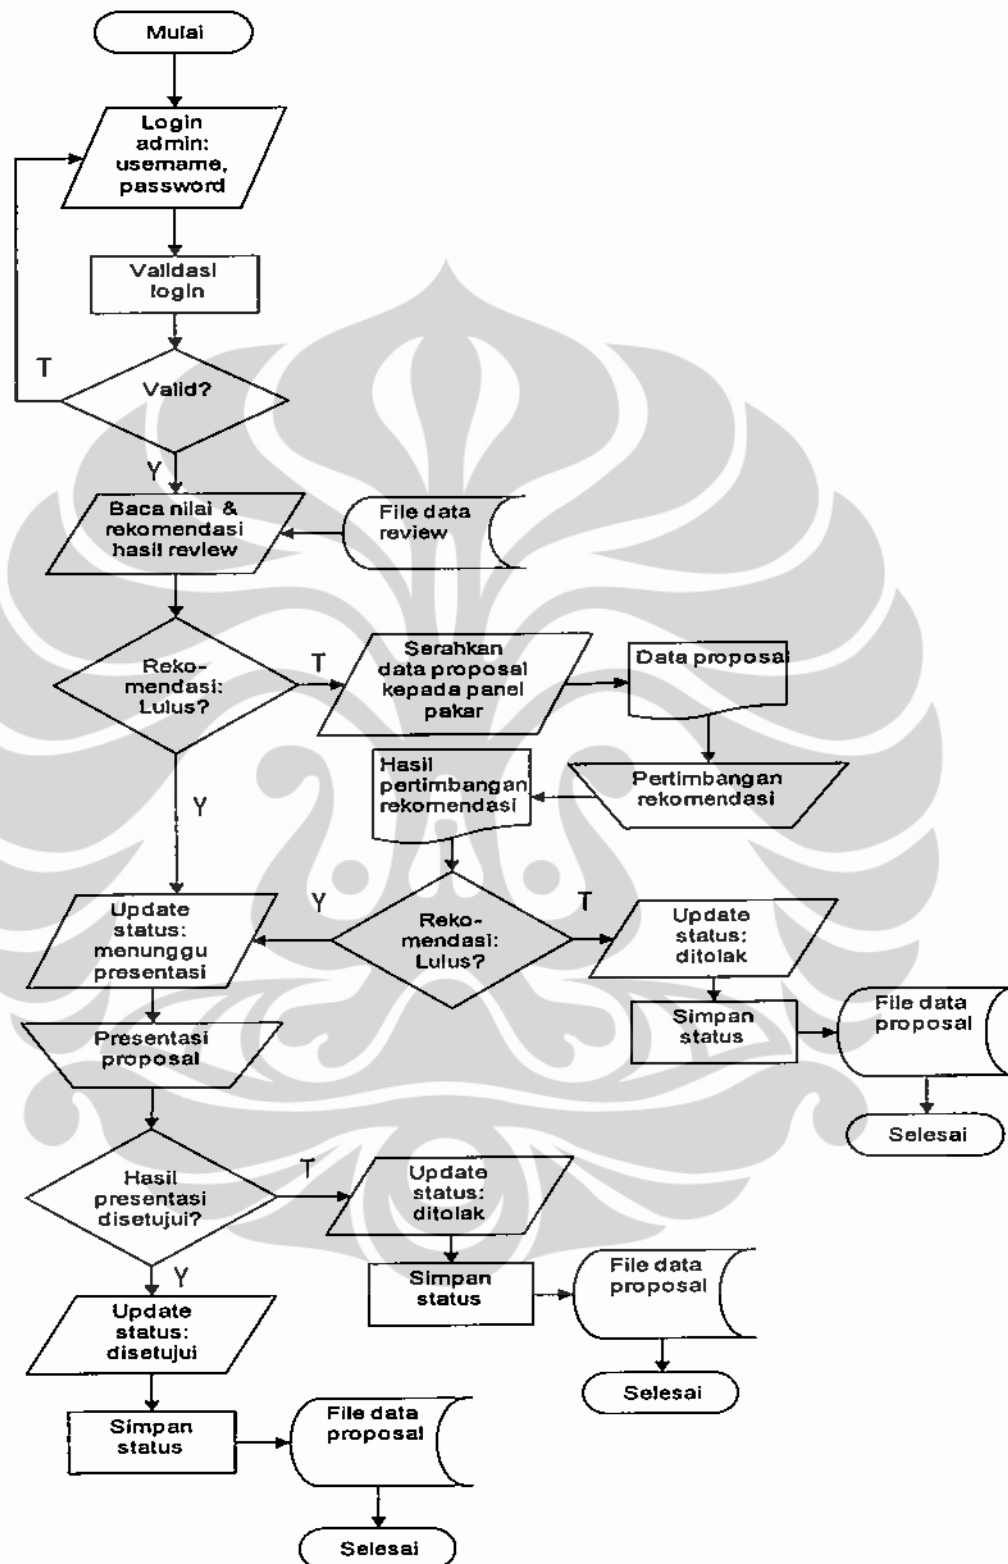 Mulai
Login
admin:
username,
password
Validasi
login
T
Valid?
Y
Baca nilai &
rekomendasi
hasil review
File data
review
Reko-
mendasi:
Lulus?
T
Serahkan
data proposal
kepada panel
pakar
Data proposal
Hasil
pertimbangan
rekomendasi
Pertimbangan
rekomendasi
Y
Update
status:
menunggu
presentasi
Y
Reko-
mendasi:
Lulus?
T
Update
status:
ditolak
Simpan
status
File data
proposal
Selesai
Presentasi
proposal
Hasil
presentasi
disetujui?
T
Update
status:
ditolak
Simpan
status
File data
proposal
Selesai
Y
Update
status:
disetujui
Simpan
status
File data
proposal
Selesai